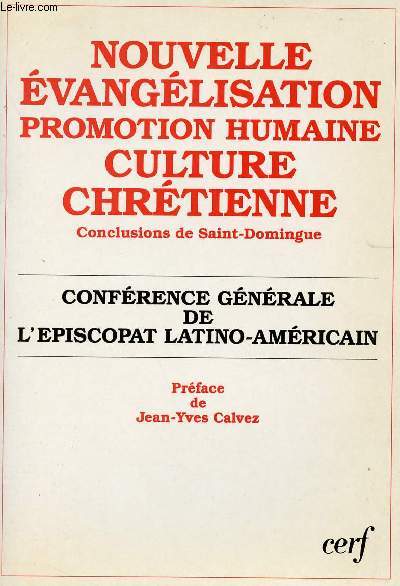 Le-livre.com
NOUVELLE
ÉVANGÉLISATION
PROMOTION HUMAINE
CULTURE
CHRÉTIENNE
Conclusions de Saint-Domingue
CONFÉRENCE GÉNÉRALE
DE
L'EPISCOPAT LATINO-AMÉRICAIN
Préface
de
Jean-Yves Calvez
cerf